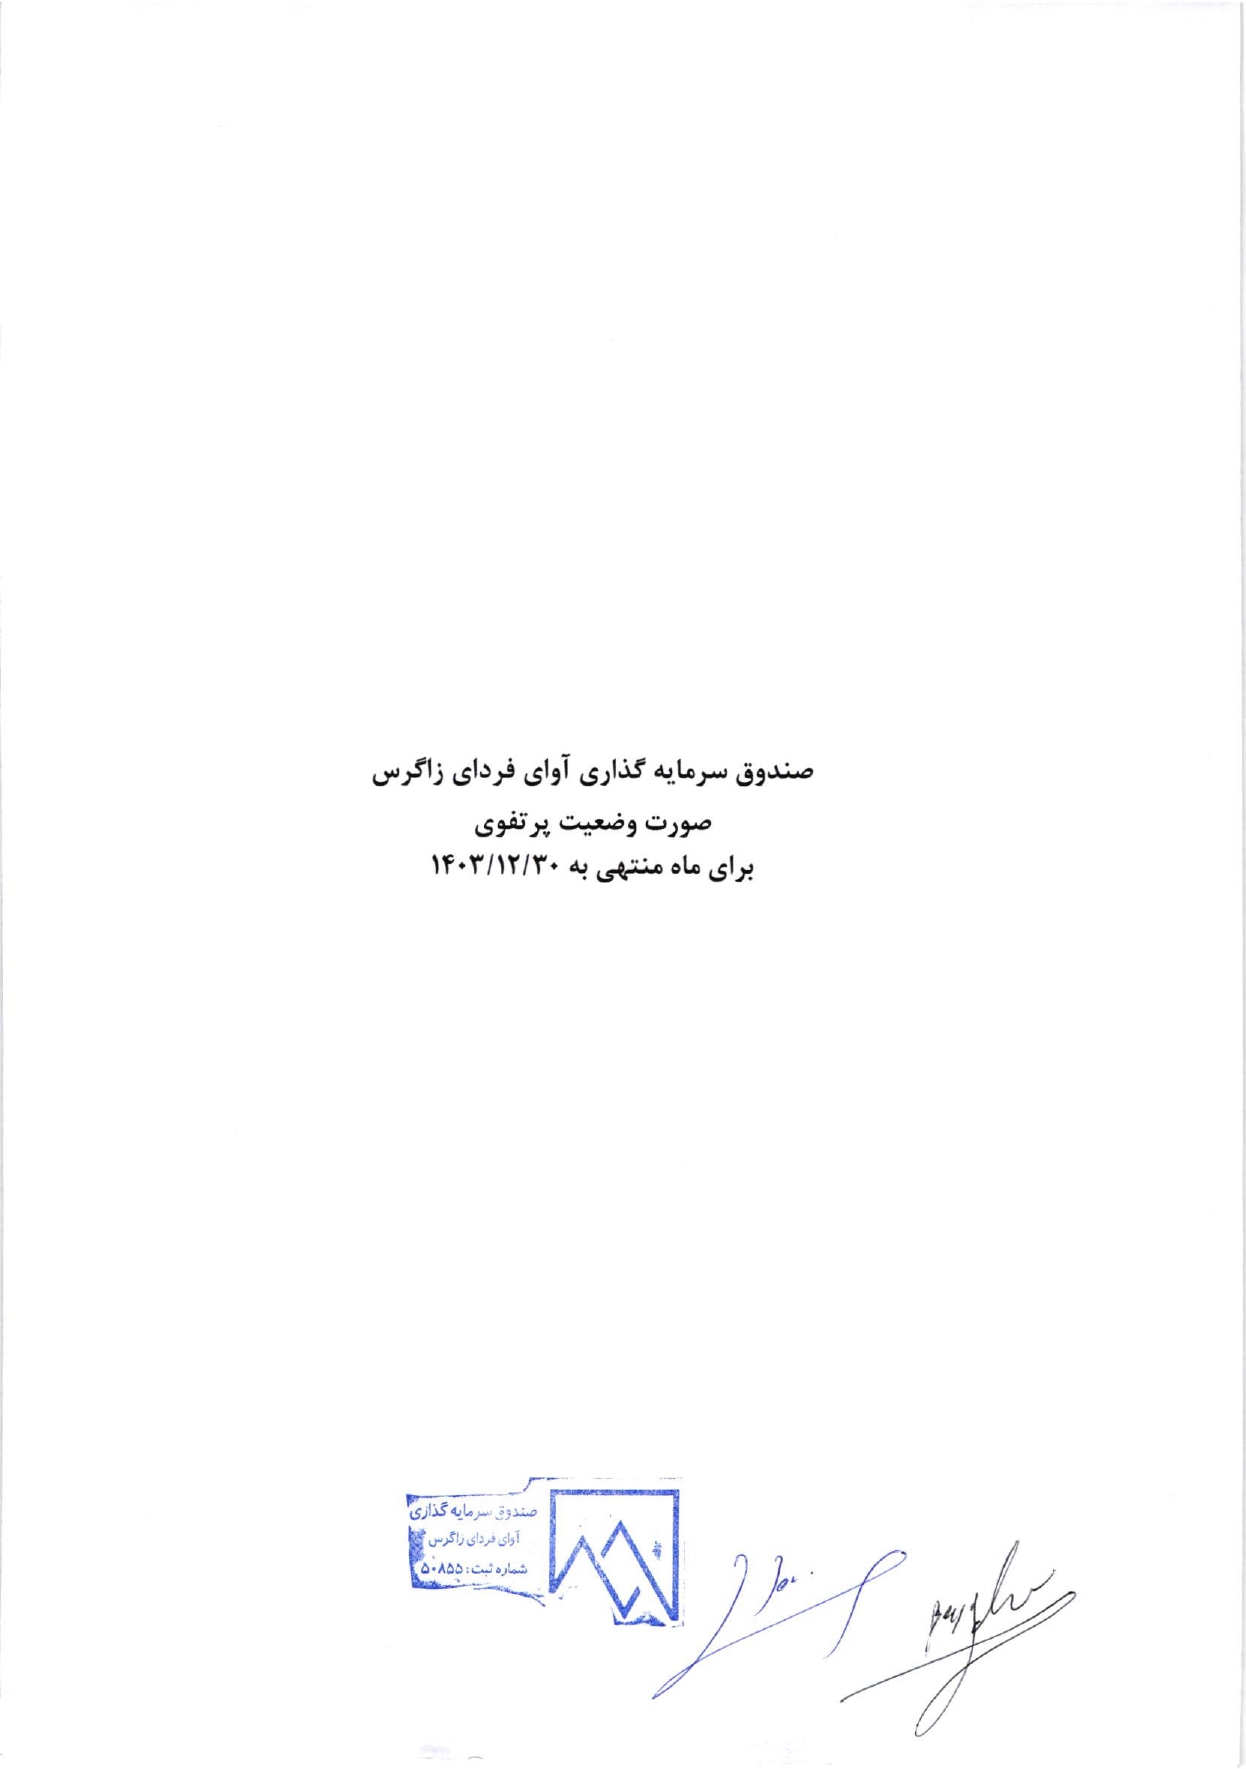 صندوق سرمایه گذاری آوای فردای زاگرس
صورت وضعیت پرتفوی
برای ماه منتهی به ۱۴۰۳/۱۲/۳۰
صندوق سرمایه گذاری
آوای فردای زاگرس
شماره ثبت: ۵۰۸۵۵